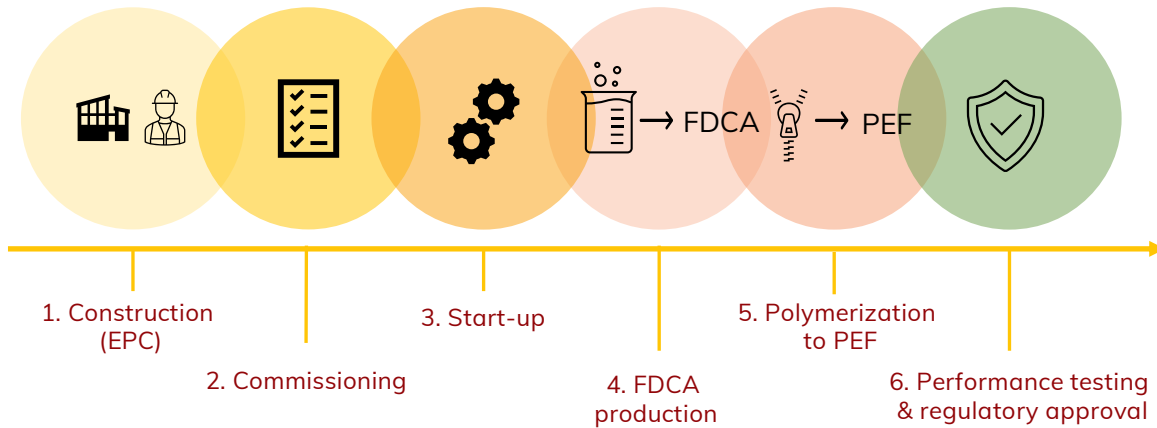 FDCA
PEF
1. Construction
(EPC)
2. Commissioning
3. Start-up
4. FDCA
production
5. Polymerization
to PEF
6. Performance testing
& regulatory approval